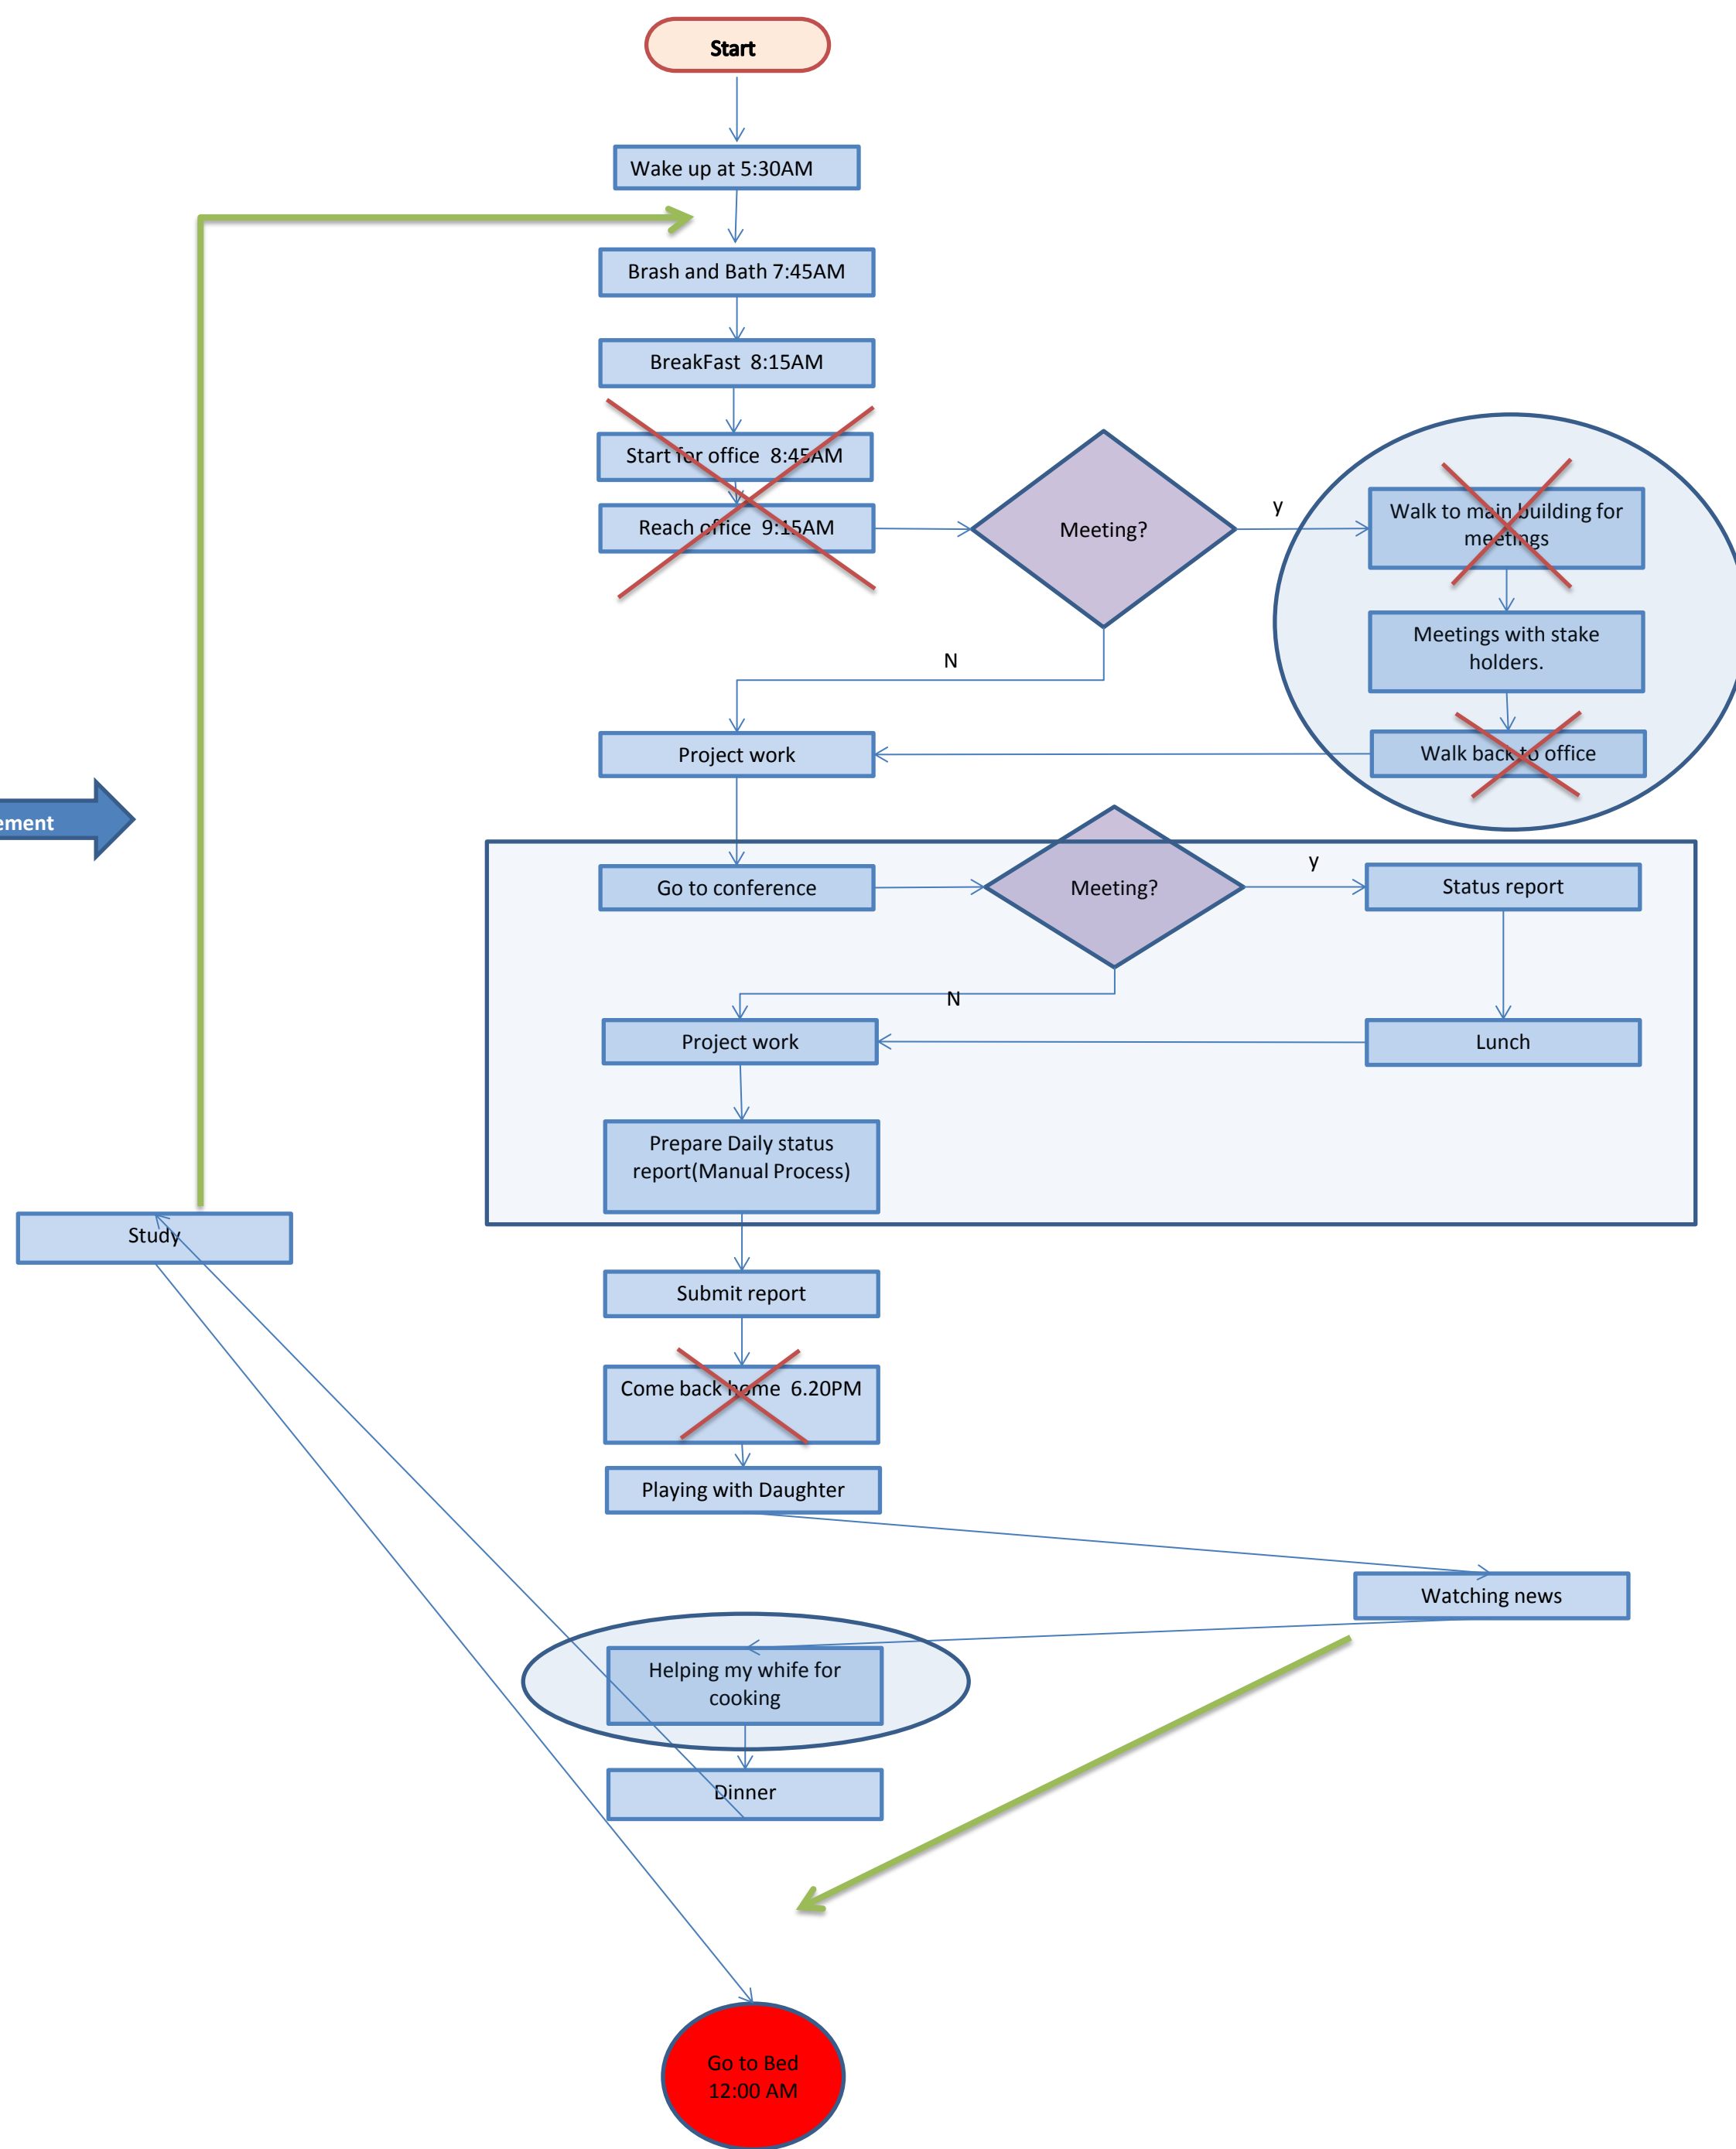 Start
Wake up at 5:30AM
Brash and Bath 7:45AM
BreakFast 8:15AM
Start for office 8:45AM
Reach office 9:15AM
Meeting?
y
Walk to main building for
meetings
Meetings with stake
holders.
N
Project work
Walk back to office
ement
Go to conference
Meeting?
y
Status report
N
Project work
Lunch
Prepare Daily status
report(Manual Process)
Study
Submit report
Come back home 6.20PM
Playing with Daughter
Watching news
Helping my whife for
cooking
Dinner
Go to Bed
12:00 AM